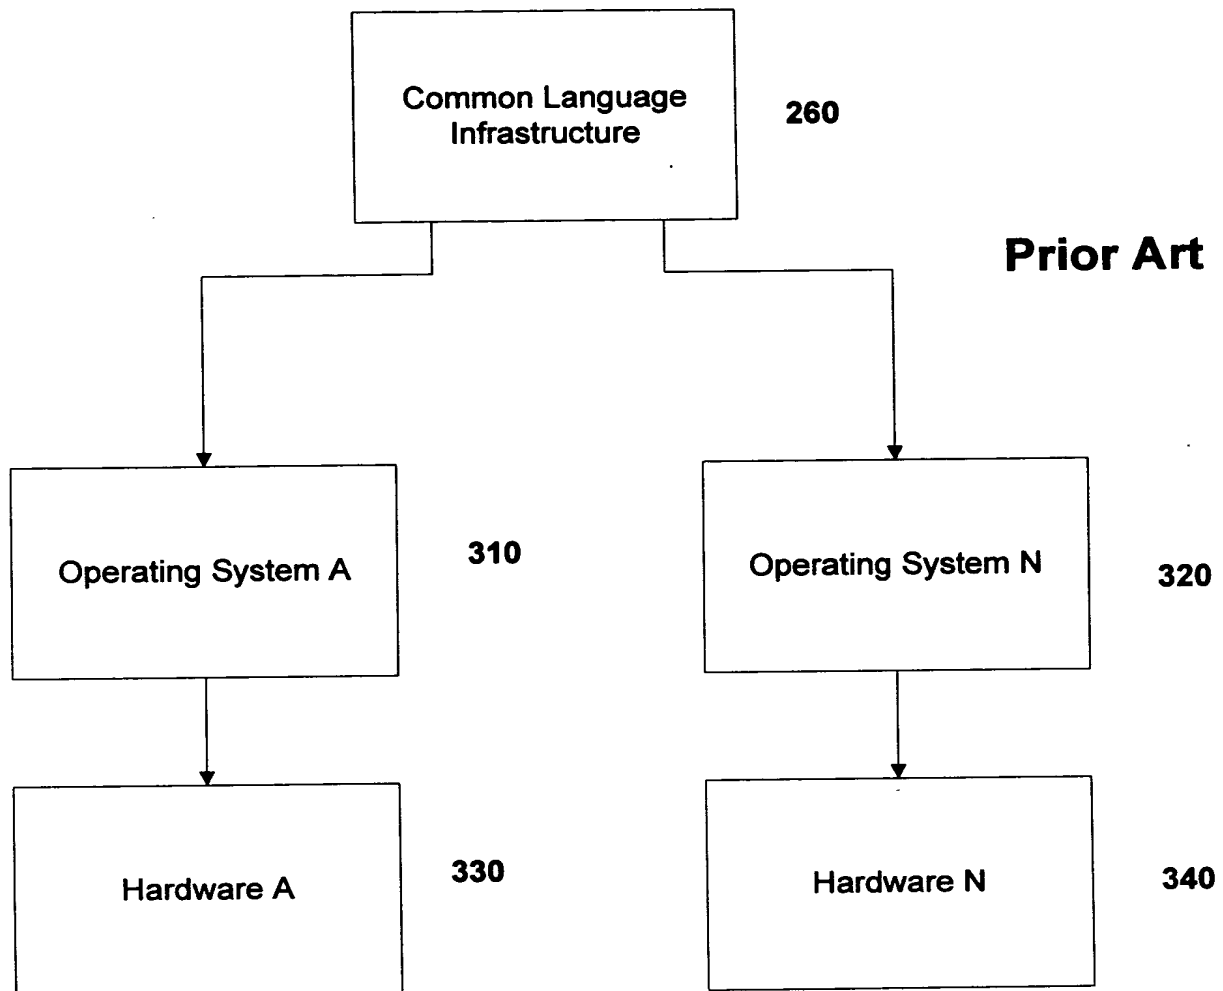 Common Language
Infrastructure
260
Prior Art
Operating System A
310
Operating System N
320
Hardware A
330
Hardware N
340